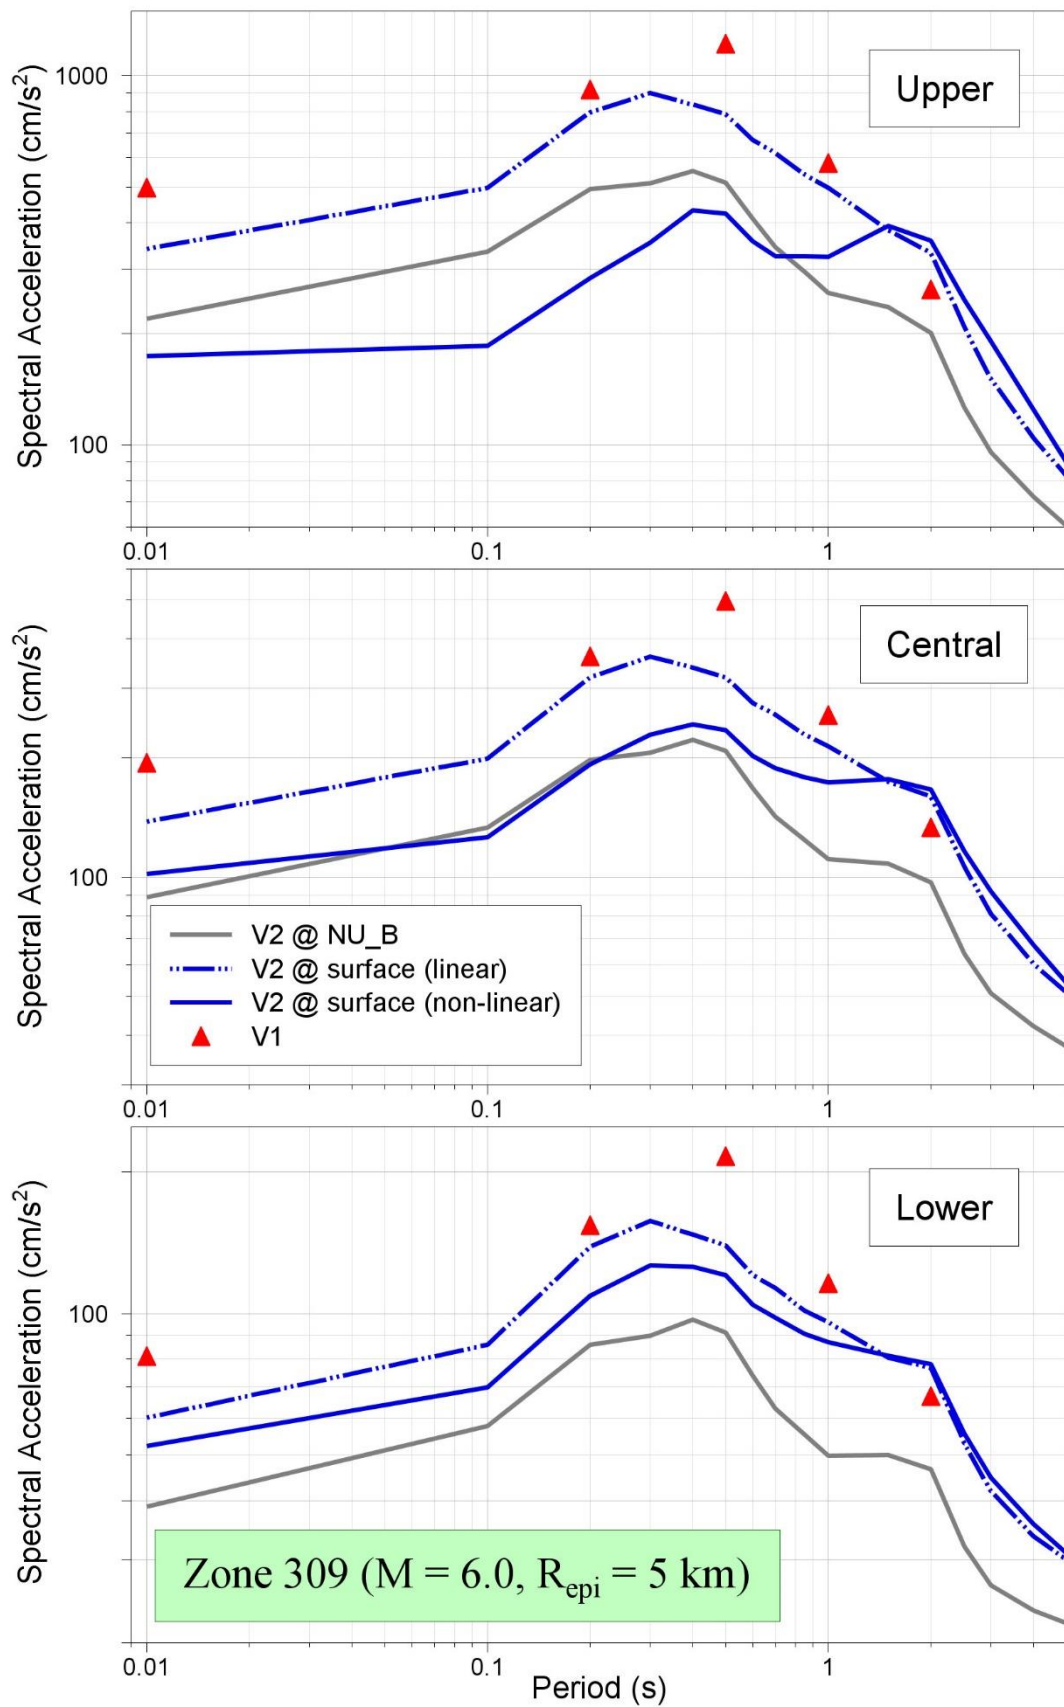 Spectral Acceleration (cm/s²)
1000
100
Upper
0.01
0.1
1
Spectral Acceleration (cm/s²)
100
Central
V2 @ NU_B
V2 @ surface (linear)
V2 @ surface (non-linear)
V1
0.01
0.1
1
Spectral Acceleration (cm/s²)
100
Lower
Zone 309 (M = 6.0, Repi = 5 km)
0.01
0.1
1
Period (s)